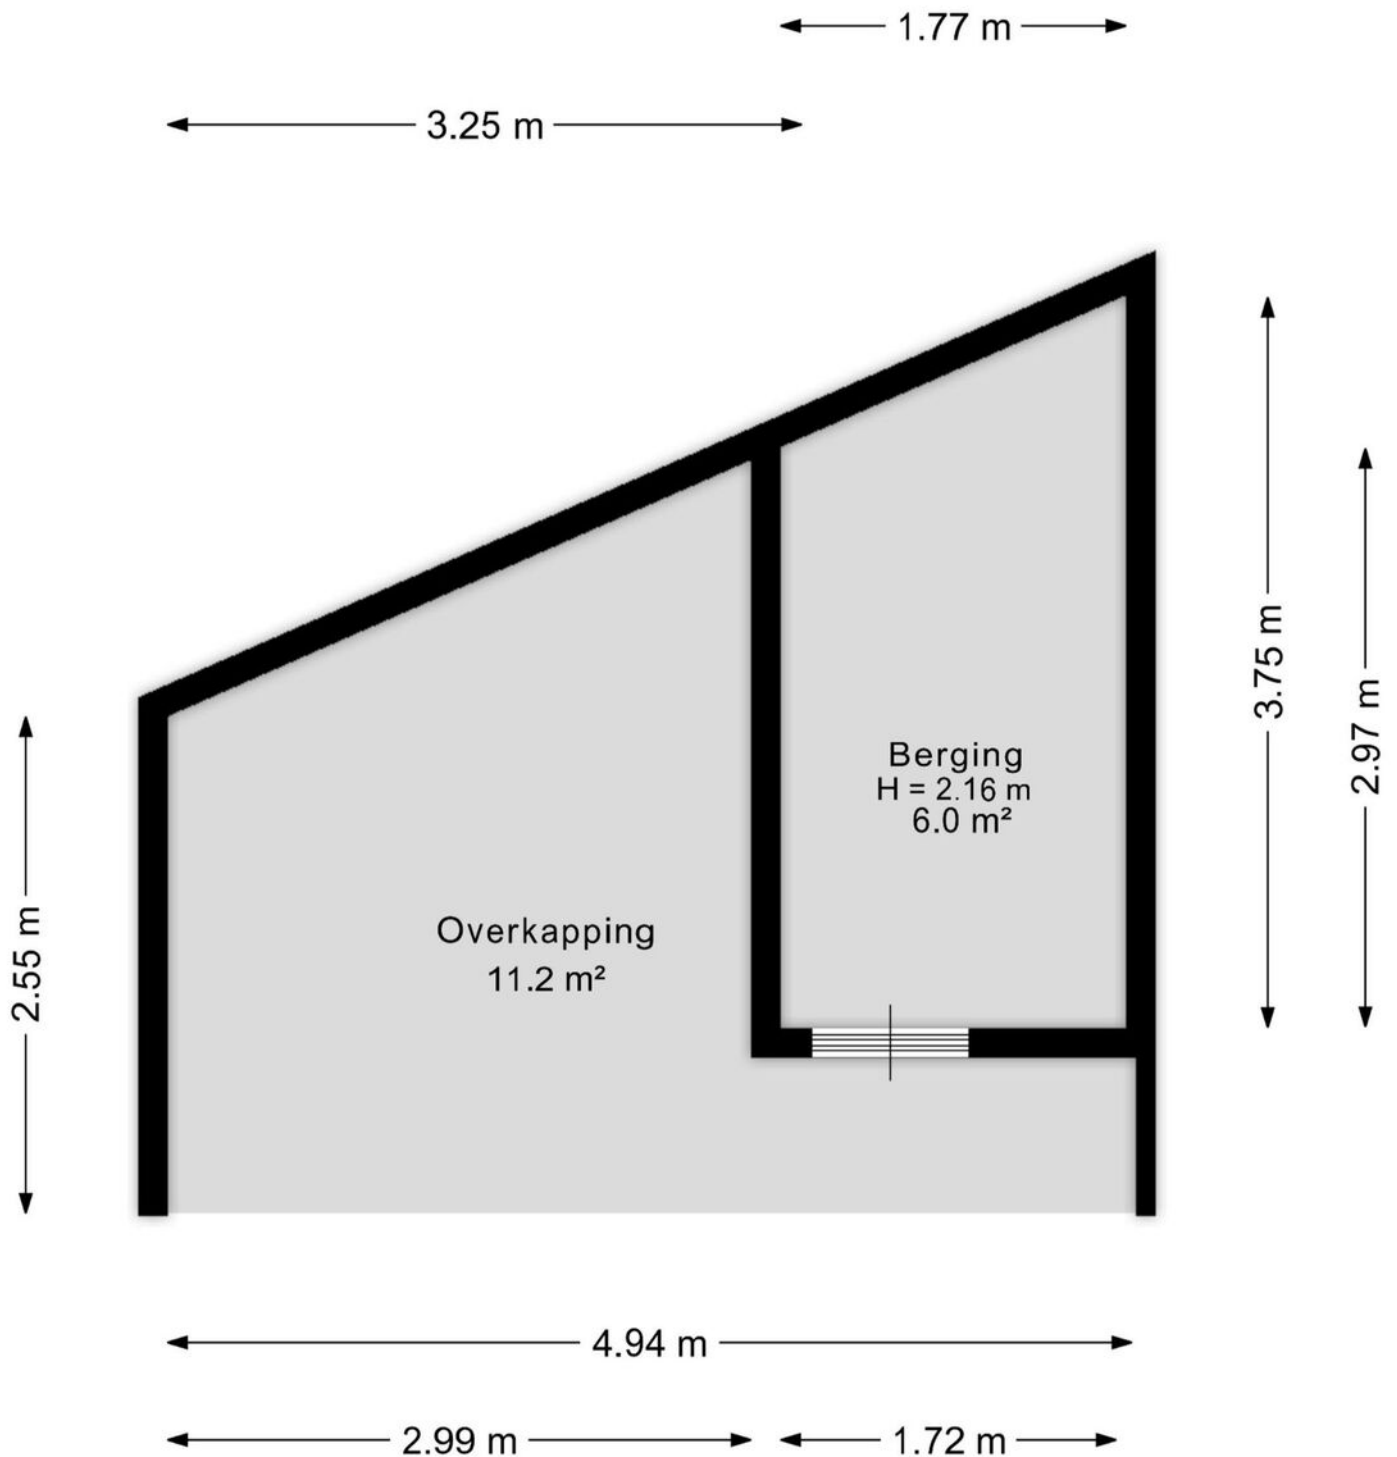 1.77 m
3.25 m
3.75 m
2.97 m
Berging
H = 2.16 m
6.0 m²
2.55 m
Overkapping
11.2 m²
4.94 m
2.99 m
1.72 m